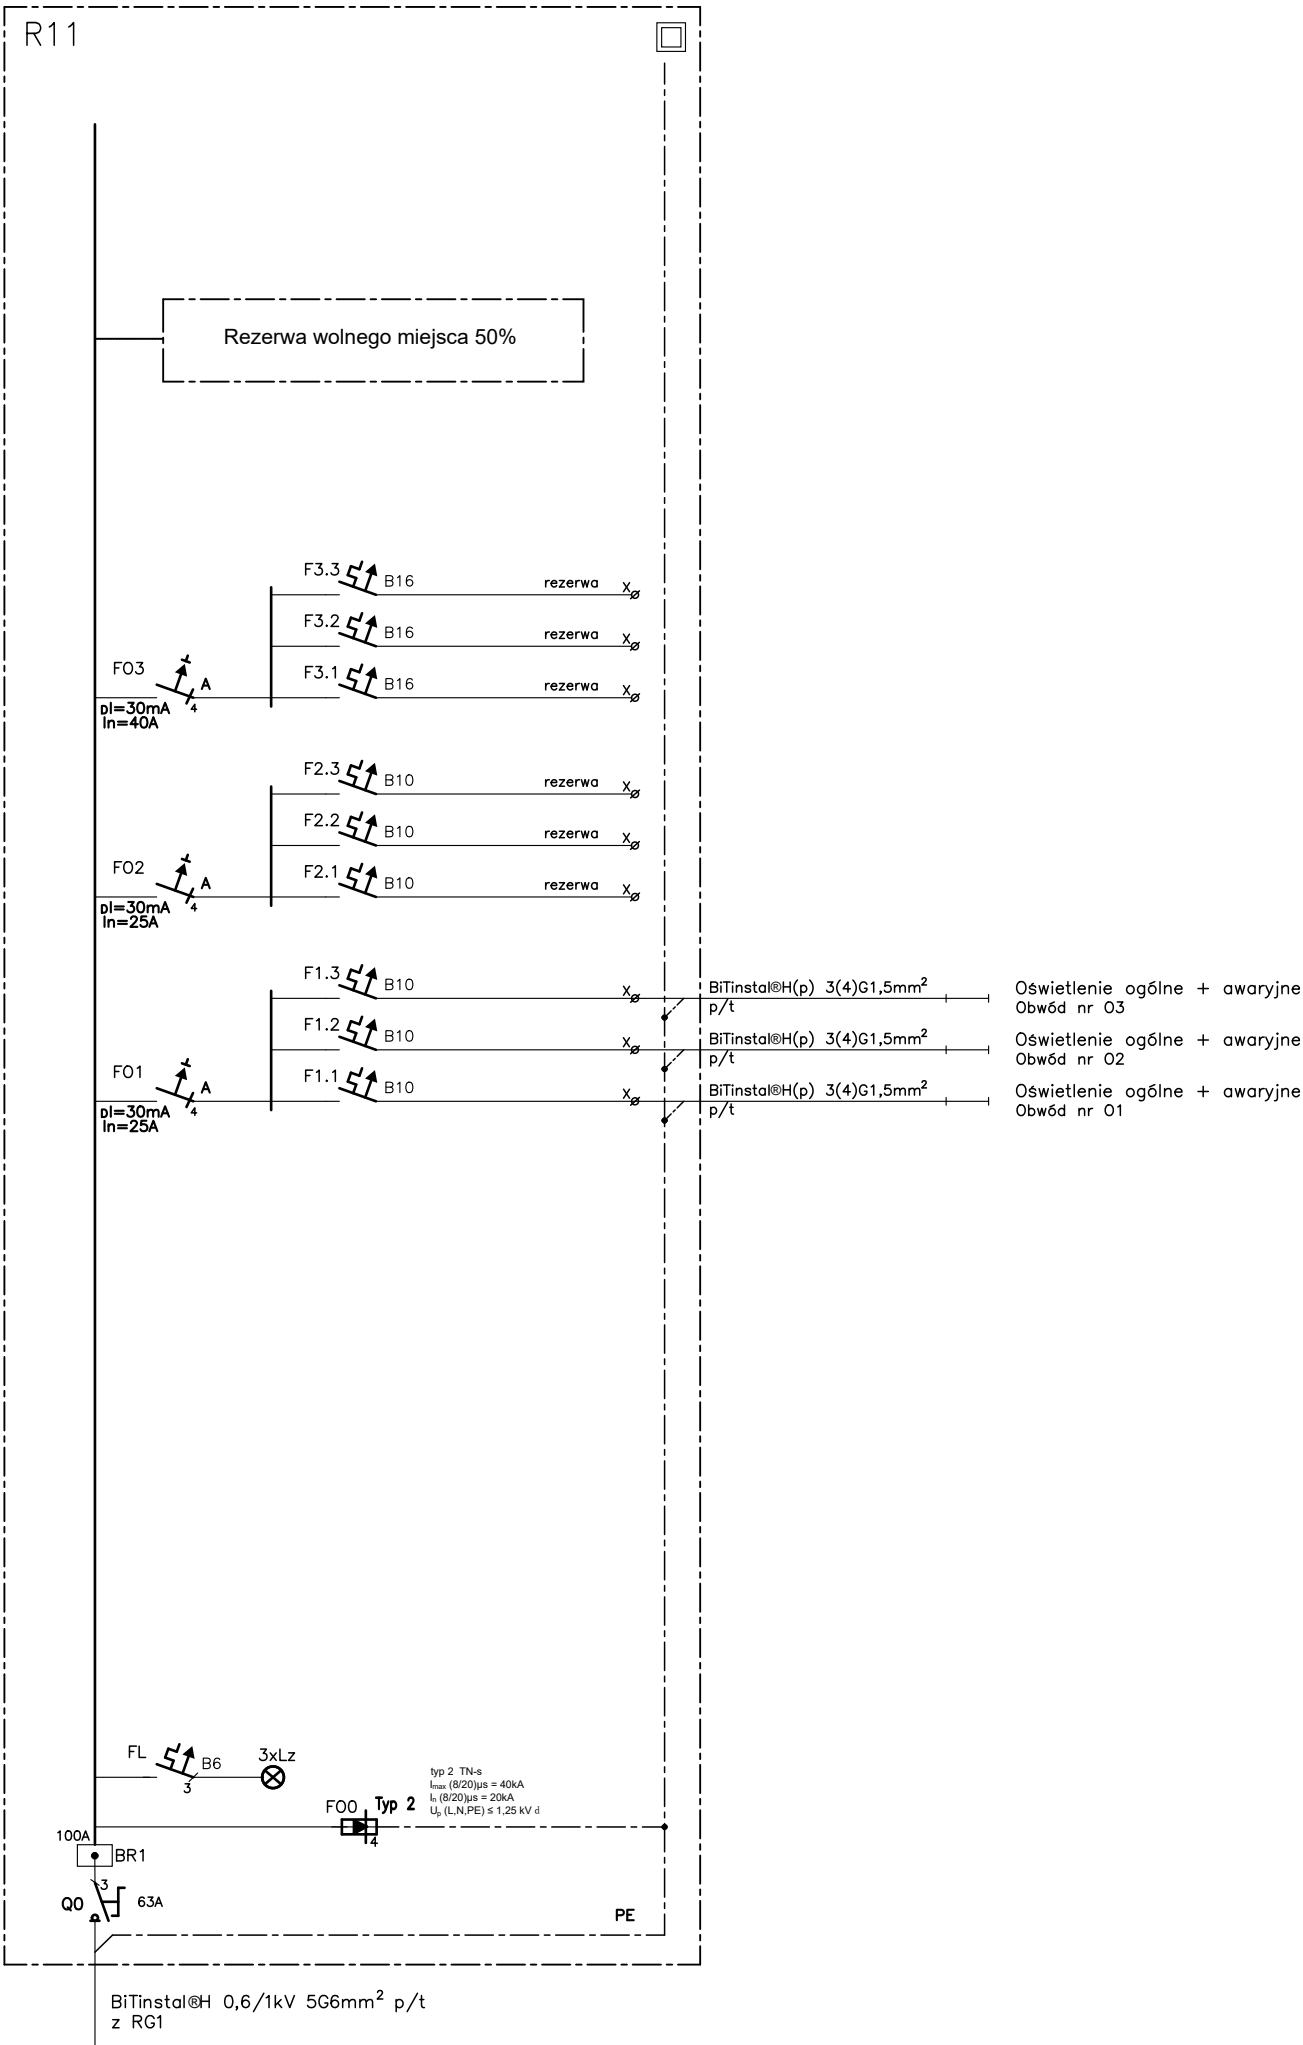 R11
Rezerwa wolnego miejsca 50%
F3.3 B16 rezerwa X
F3.2 B16 rezerwa X
FO3 A F3.1 B16 rezerwa X
DI=30mA 4
In=40A
F2.3 B10 rezerwa X
F2.2 B10 rezerwa X
FO2 A F2.1 B10 rezerwa X
DI=30mA 4
In=25A
F1.3 B10 X BiTinstal®H(p) 3(4)G1,5mm² Oświetlenie ogólne + awaryjne
p/t Obwód nr O3
F1.2 B10 X BiTinstal®H(p) 3(4)G1,5mm² Oświetlenie ogólne + awaryjne
p/t Obwód nr O2
FO1 A F1.1 B10 X BiTinstal®H(p) 3(4)G1,5mm² Oświetlenie ogólne + awaryjne
DI=30mA 4 p/t Obwód nr O1
In=25A
FL B6 3xLz
3
typ 2 TN-s
Imax (8/20)µs = 40kA
In (8/20)µs = 20kA
Up (L,N,PE) ≤ 1,25 kV d
FO0 Typ 2
4
100A
BR1
3
Q0 63A
PE
BiTinstal®H 0,6/1kV 5G6mm² p/t
z RG1